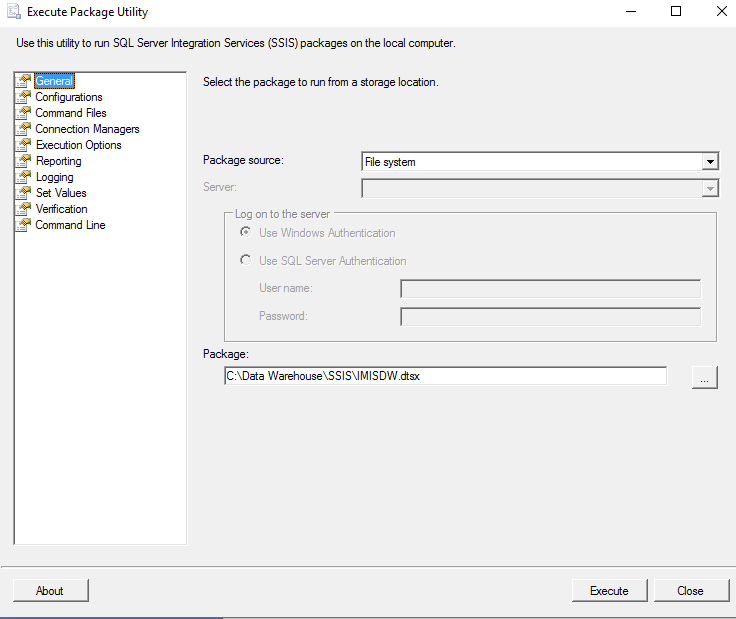 Execute Package Utility
Use this utility to run SQL Server Integration Services (SSIS) packages on the local computer.
General
Configurations
Command Files
Connection Managers
Execution Options
Reporting
Logging
Set Values
Verification
Command Line
Select the package to run from a storage location.
Package source:
File system
Server:
Log on to the server
Use Windows Authentication
Use SQL Server Authentication
User name:
Password:
Package:
C:\Data Warehouse\SSIS\IMISDW.dtsx
...
About
Execute
Close